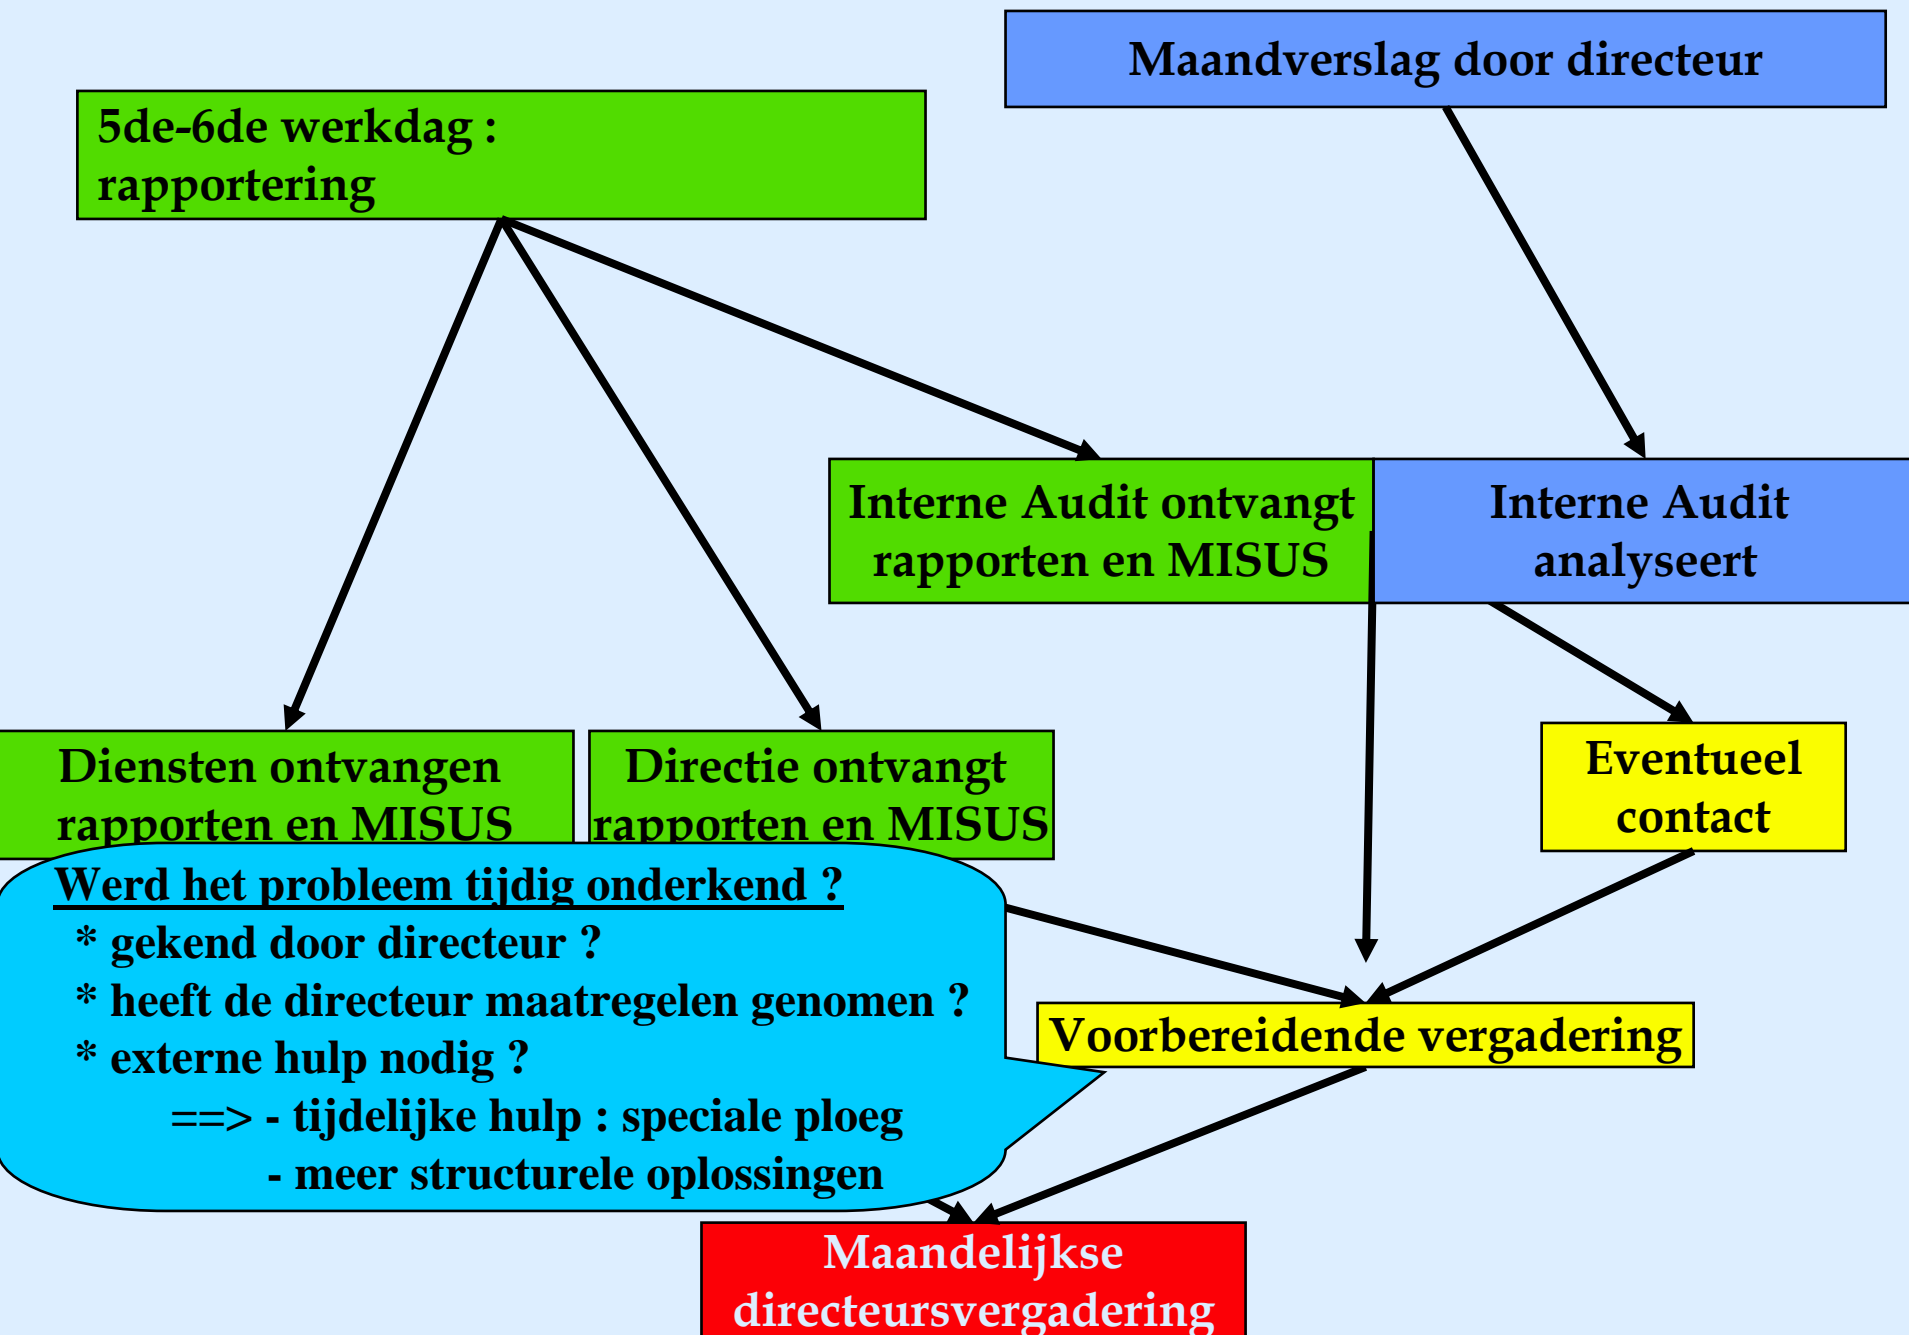 Maandverslag door directeur
5de-6de werkdag :
rapportering
Interne Audit ontvangt
rapporten en MISUS
Interne Audit
analyseert
Diensten ontvangen
rapporten en MISUS
Directie ontvangt
rapporten en MISUS
Eventueel
contact
Werd het probleem tijdig onderkend ?
* gekend door directeur ?
* heeft de directeur maatregelen genomen ?
* externe hulp nodig ?
==> - tijdelijke hulp : speciale ploeg
- meer structurele oplossingen
Voorbereidende vergadering
Maandelijkse
directeursvergadering